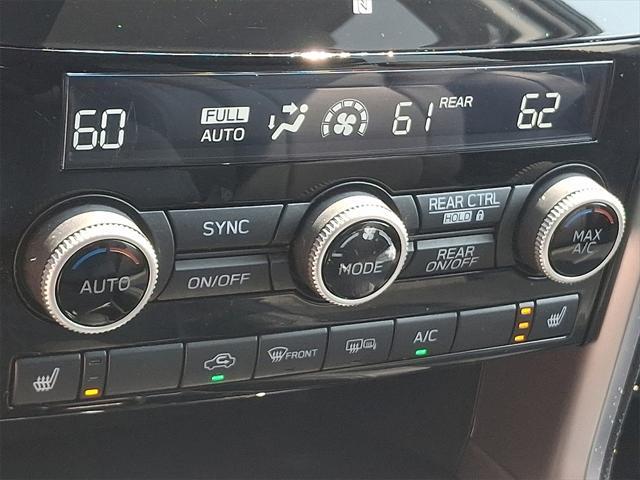 60 FULL AUTO 61 REAR 62
SYNC REAR CTRL HOLD
AUTO MODE MAX A/C
ON/OFF REAR ON/OFF
FRONT A/C